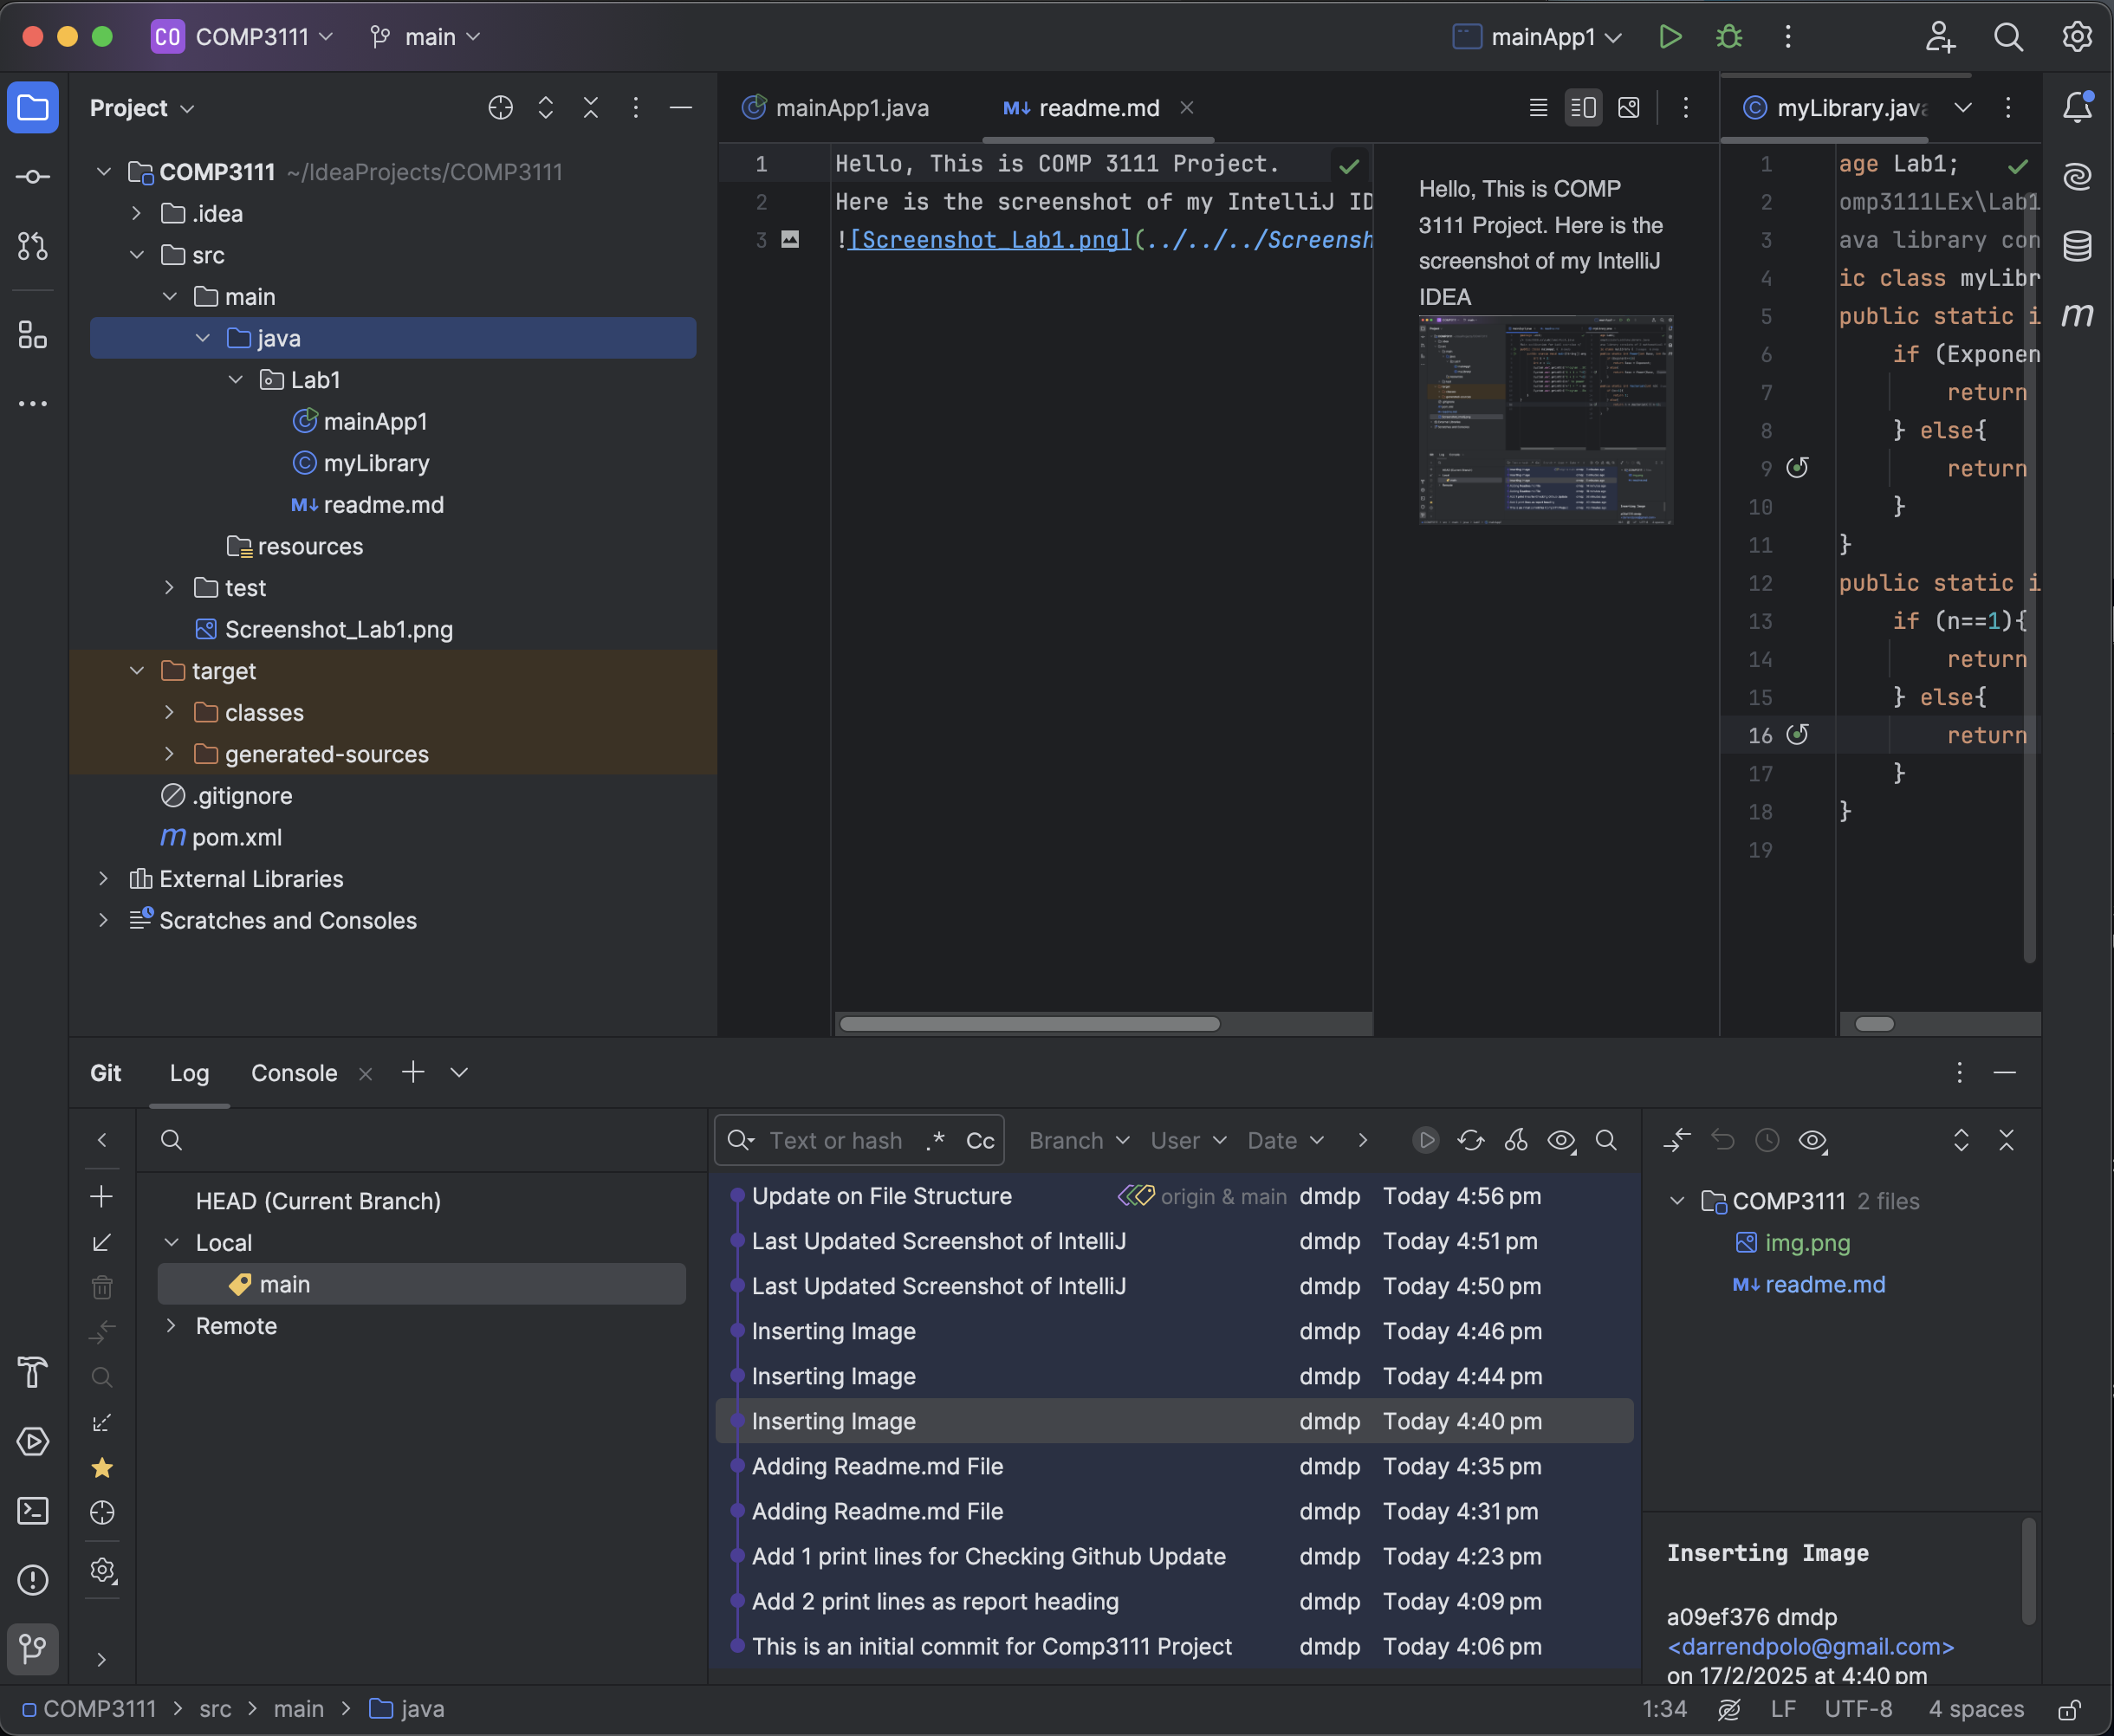 CO COMP3111 main mainApp1
Project
COMP3111 ~/IdeaProjects/COMP3111
.idea
src
main
java
Lab1
mainApp1
myLibrary
M↓ readme.md
resources
test
Screenshot_Lab1.png
target
classes
generated-sources
.gitignore
m pom.xml
External Libraries
Scratches and Consoles
mainApp1.java M↓ readme.md
1 Hello, This is COMP 3111 Project.
2 Here is the screenshot of my IntelliJ ID
3 ![Screenshot_Lab1.png](../../../Screensh
Hello, This is COMP
3111 Project. Here is the
screenshot of my IntelliJ
IDEA
myLibrary.java
1 age Lab1;
2 omp3111LEx\Lab1
3 ava library con
4 ic class myLibr
5 public static i
6 if (Exponen
7 return
8 } else{
9 return
10 }
11 }
12 public static i
13 if (n==1){
14 return
15 } else{
16 return
17 }
18 }
19
m
Git Log Console
HEAD (Current Branch)
Local
main
Remote
Text or hash .* Cc Branch User Date
Update on File Structure origin & main dmdp Today 4:56 pm
Last Updated Screenshot of IntelliJ dmdp Today 4:51 pm
Last Updated Screenshot of IntelliJ dmdp Today 4:50 pm
Inserting Image dmdp Today 4:46 pm
Inserting Image dmdp Today 4:44 pm
Inserting Image dmdp Today 4:40 pm
Adding Readme.md File dmdp Today 4:35 pm
Adding Readme.md File dmdp Today 4:31 pm
Add 1 print lines for Checking Github Update dmdp Today 4:23 pm
Add 2 print lines as report heading dmdp Today 4:09 pm
This is an initial commit for Comp3111 Project dmdp Today 4:06 pm
COMP3111 2 files
img.png
M↓ readme.md
Inserting Image
a09ef376 dmdp
<darrendpolo@gmail.com>
on 17/2/2025 at 4:40 pm
COMP3111 > src > main > java
1:34 LF UTF-8 4 spaces